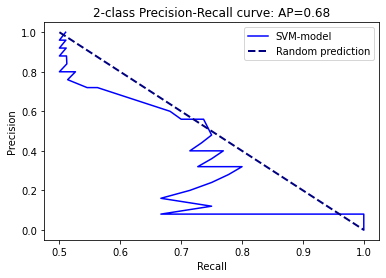 2-class Precision-Recall curve: AP=0.68
SVM-model
Random prediction
Precision
1.0
0.8
0.6
0.4
0.2
0.0
0.5
0.6
0.7
0.8
0.9
1.0
Recall